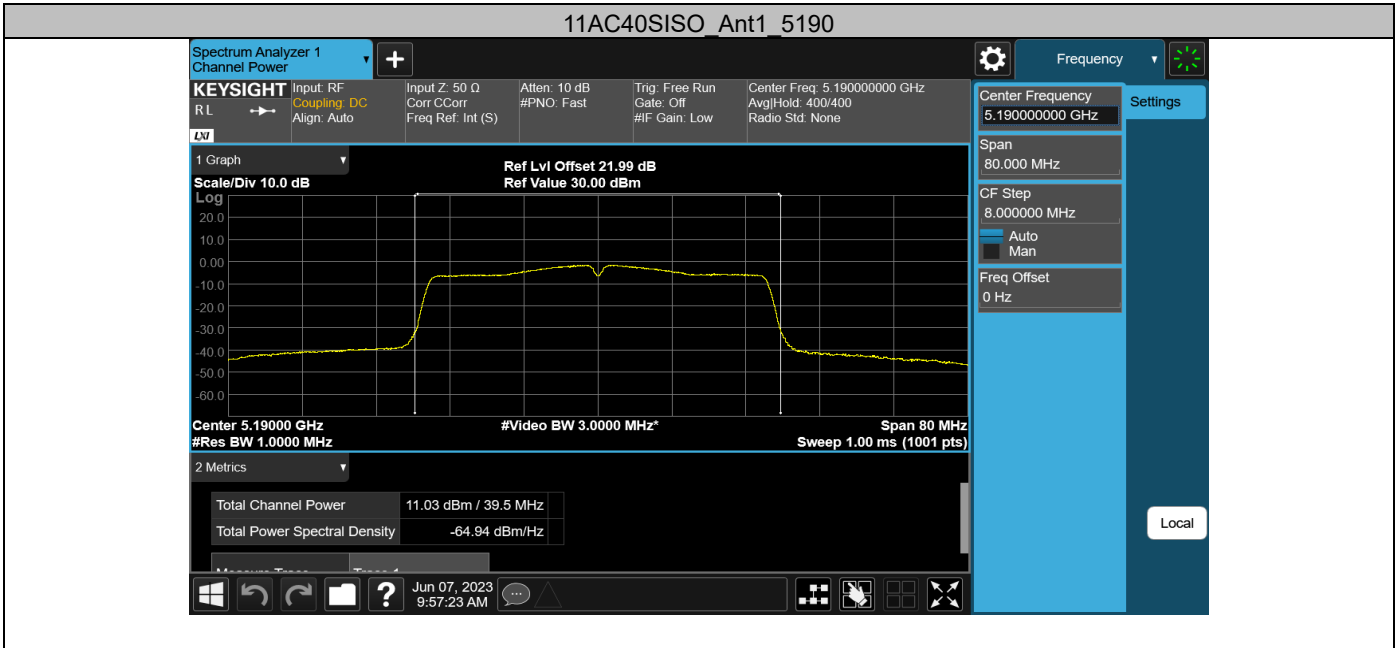 11AC40SISO_Ant1_5190
Spectrum Analyzer 1
Channel Power
Frequency
KEYSIGHT
R L
LXI
Input: RF
Coupling: DC
Align: Auto
Input Z: 50 Ω
Corr CCorr
Freq Ref: Int (S)
Atten: 10 dB
#PNO: Fast
Trig: Free Run
Gate: Off
#IF Gain: Low
Center Freq: 5.190000000 GHz
Avg|Hold: 400/400
Radio Std: None
Center Frequency
5.190000000 GHz
Settings
Span
80.000 MHz
CF Step
8.000000 MHz
Auto
Man
Freq Offset
0 Hz
Local
1 Graph
Scale/Div 10.0 dB
Ref Lvl Offset 21.99 dB
Ref Value 30.00 dBm
Log
20.0
10.0
0.00
-10.0
-20.0
-30.0
-40.0
-50.0
-60.0
Center 5.19000 GHz
#Video BW 3.0000 MHz*
Span 80 MHz
#Res BW 1.0000 MHz
Sweep 1.00 ms (1001 pts)
2 Metrics
Total Channel Power 11.03 dBm / 39.5 MHz
Total Power Spectral Density -64.94 dBm/Hz
Measure Trace Trace 1
?
Jun 07, 2023
9:57:23 AM